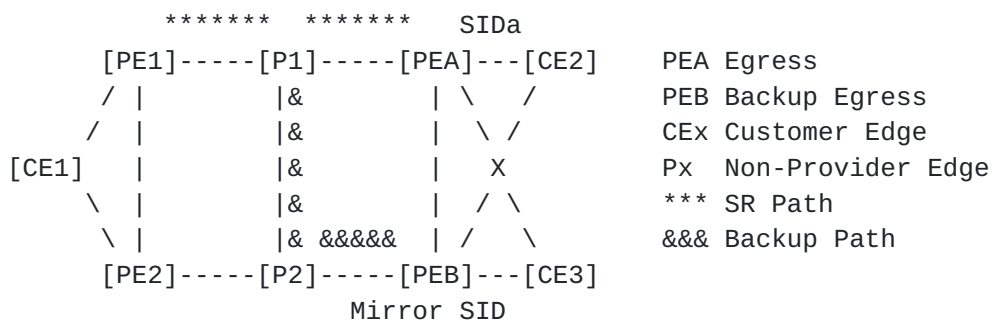 *******  *******   SIDa
         [PE1]-----[P1]-----[PEA]---[CE2]    PEA Egress
         / |        |&        | \   /        PEB Backup Egress
        /  |        |&        |  \ /         CEx Customer Edge
   [CE1]   |        |&        |   X          Px  Non-Provider Edge
        \  |        |&        |  / \         *** SR Path
         \ |        |& &&&&&  | /   \        &&& Backup Path
         [PE2]-----[P2]-----[PEB]---[CE3]
                         Mirror SID